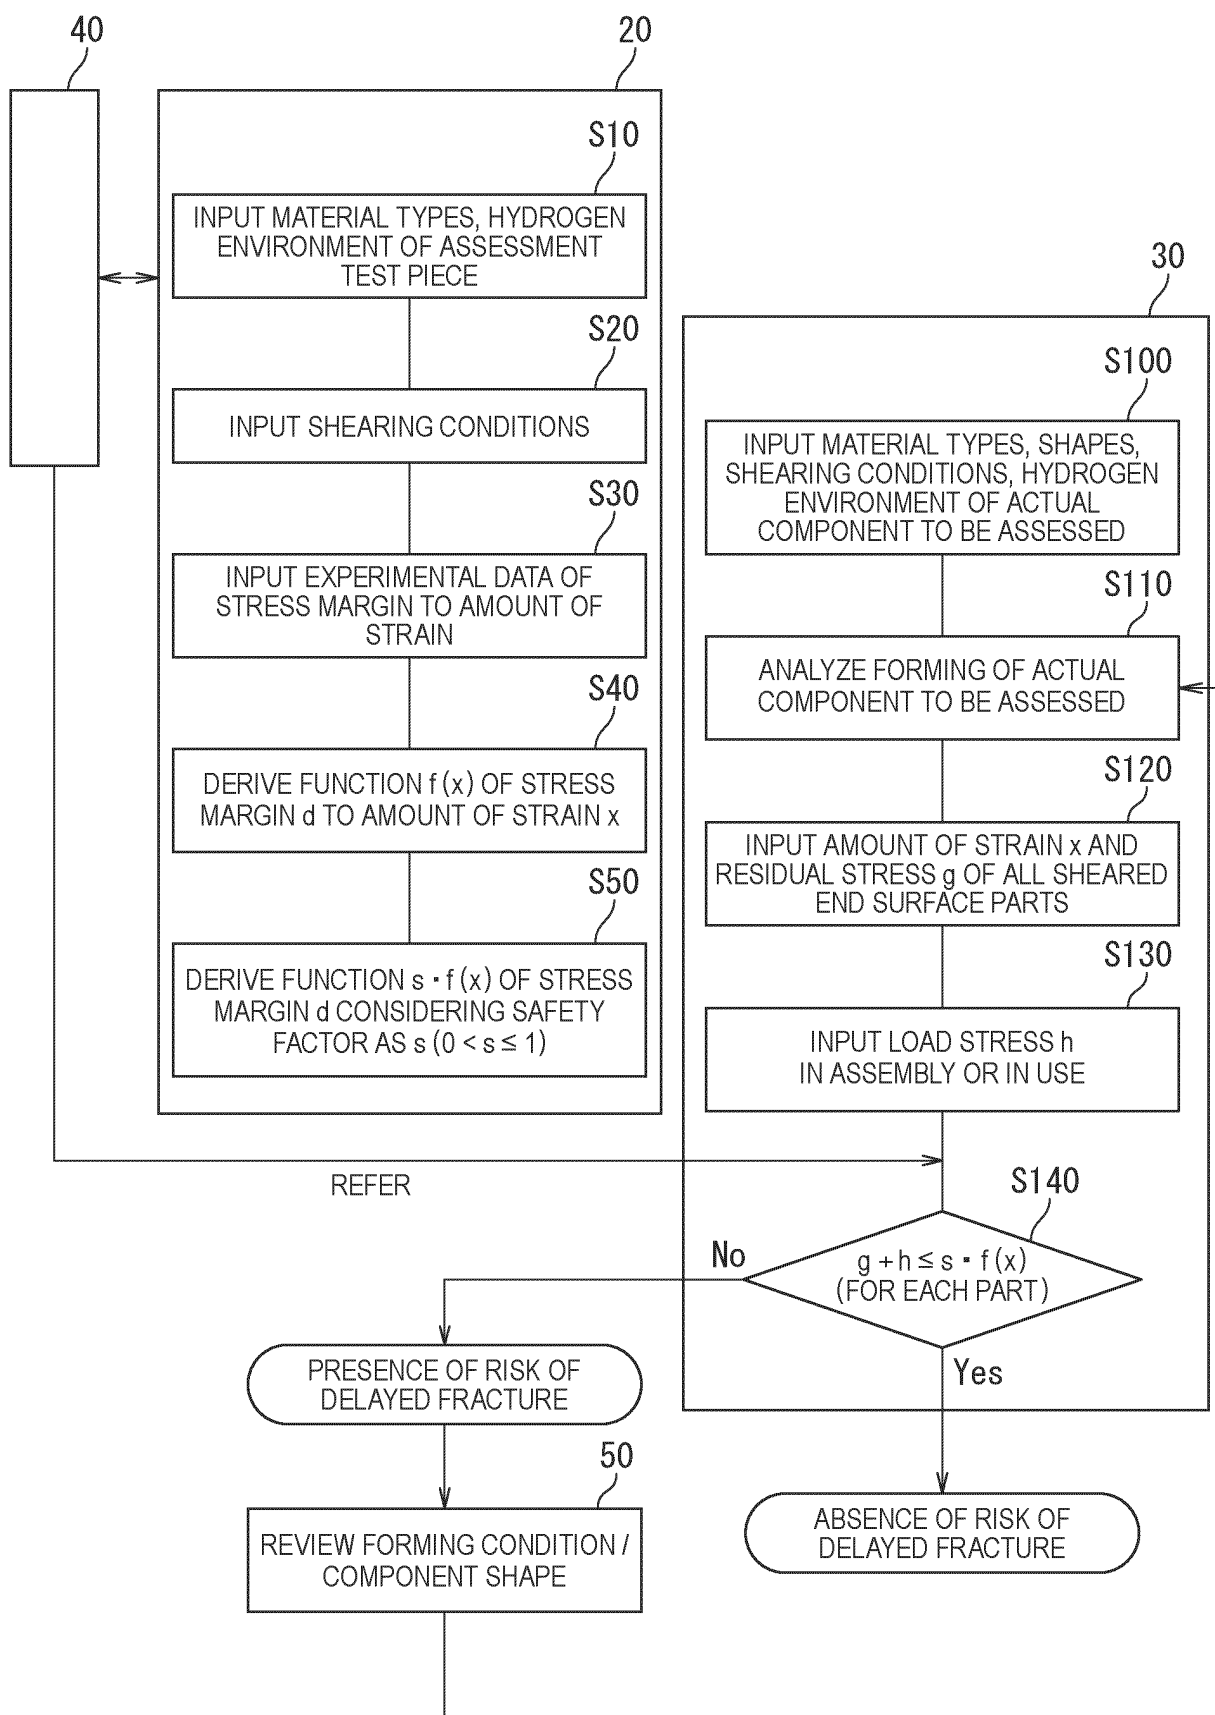 40
20
S10
INPUT MATERIAL TYPES, HYDROGEN
ENVIRONMENT OF ASSESSMENT
TEST PIECE
S20
INPUT SHEARING CONDITIONS
S30
INPUT EXPERIMENTAL DATA OF
STRESS MARGIN TO AMOUNT OF
STRAIN
S40
DERIVE FUNCTION f(x) OF STRESS
MARGIN d TO AMOUNT OF STRAIN x
S50
DERIVE FUNCTION s・f(x) OF STRESS
MARGIN d CONSIDERING SAFETY
FACTOR AS s (0 < s ≤ 1)
30
S100
INPUT MATERIAL TYPES, SHAPES,
SHEARING CONDITIONS, HYDROGEN
ENVIRONMENT OF ACTUAL
COMPONENT TO BE ASSESSED
S110
ANALYZE FORMING OF ACTUAL
COMPONENT TO BE ASSESSED
S120
INPUT AMOUNT OF STRAIN x AND
RESIDUAL STRESS g OF ALL SHEARED
END SURFACE PARTS
S130
INPUT LOAD STRESS h
IN ASSEMBLY OR IN USE
REFER
S140
g + h ≤ s・f(x)
(FOR EACH PART)
No
Yes
PRESENCE OF RISK OF
DELAYED FRACTURE
50
REVIEW FORMING CONDITION /
COMPONENT SHAPE
ABSENCE OF RISK OF
DELAYED FRACTURE